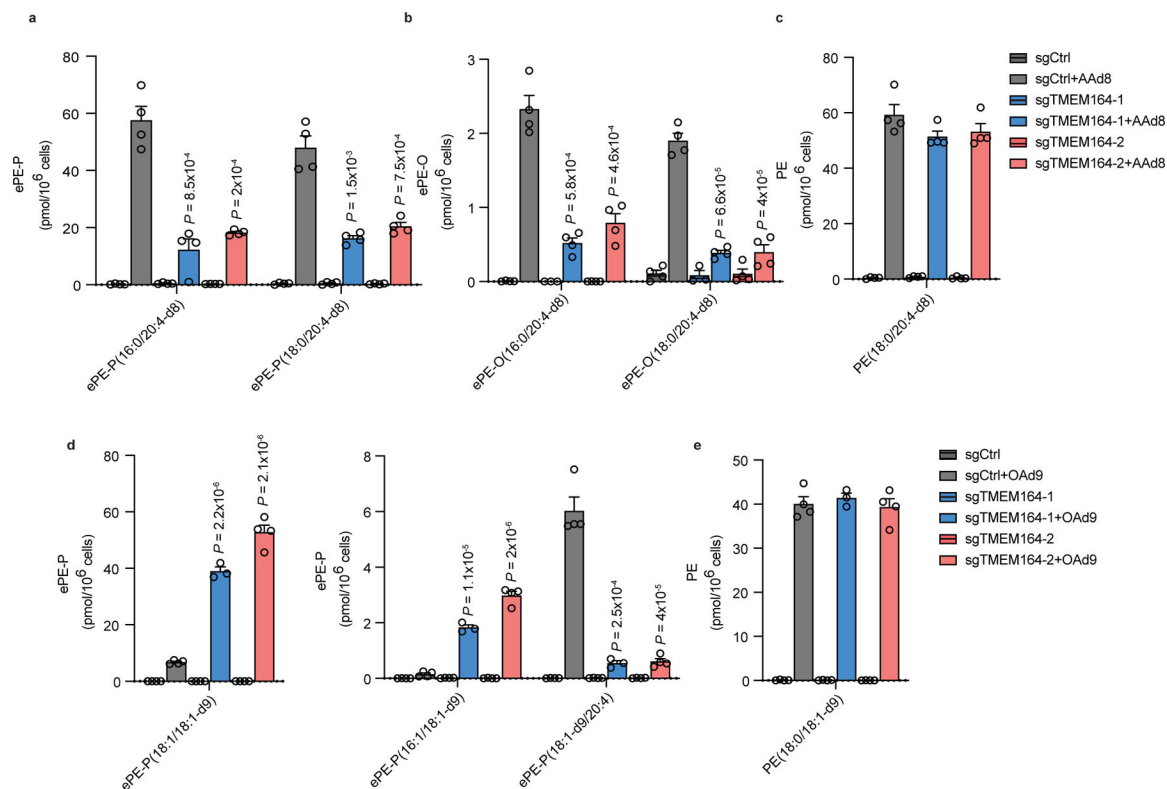 a
b
c
80
60
40
20
0
ePE-P
(pmol/10⁶ cells)
P = 8.5x10⁻⁴
P = 2x10⁻⁴
P = 1.5x10⁻³
P = 7.5x10⁻⁴
ePE-P(16:0/20:4-d8)
ePE-P(18:0/20:4-d8)
3
2
1
0
ePE-O
(pmol/10⁶ cells)
P = 5.8x10⁻⁴
P = 4.6x10⁻⁴
P = 6.6x10⁻⁵
P = 4x10⁻⁵
ePE-O(16:0/20:4-d8)
ePE-O(18:0/20:4-d8)
80
60
40
20
0
PE
(pmol/10⁶ cells)
PE(18:0/20:4-d8)
sgCtrl
sgCtrl+AAd8
sgTMEM164-1
sgTMEM164-1+AAd8
sgTMEM164-2
sgTMEM164-2+AAd8
d
e
80
60
40
20
0
ePE-P
(pmol/10⁶ cells)
P = 2.2x10⁻⁶
P = 2.1x10⁻⁶
ePE-P(18:1/18:1-d9)
8
6
4
2
0
ePE-P
(pmol/10⁶ cells)
P = 1.1x10⁻⁵
P = 2x10⁻⁶
P = 2.5x10⁻⁴
P = 4x10⁻⁵
ePE-P(16:1/18:1-d9)
ePE-P(18:1-d9/20:4)
50
40
30
20
10
0
PE
(pmol/10⁶ cells)
PE(18:0/18:1-d9)
sgCtrl
sgCtrl+OAd9
sgTMEM164-1
sgTMEM164-1+OAd9
sgTMEM164-2
sgTMEM164-2+OAd9